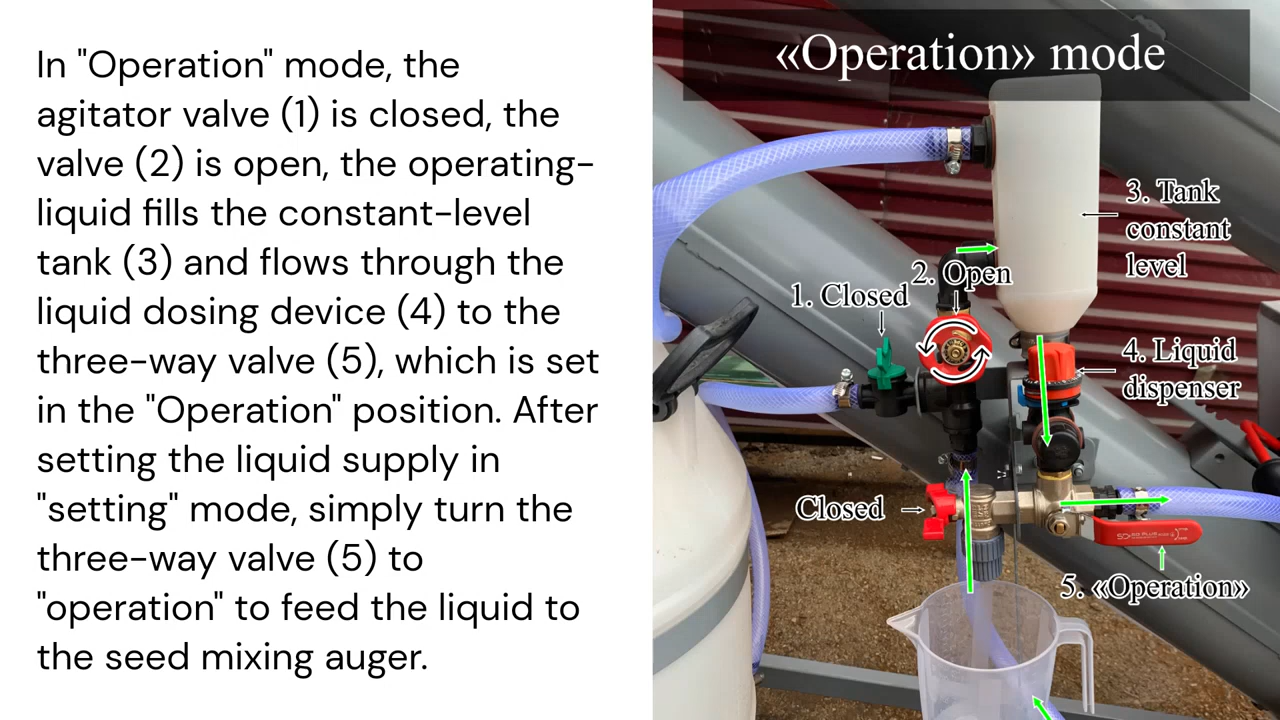 In "Operation" mode, the
agitator valve (1) is closed, the
valve (2) is open, the operating-
liquid fills the constant-level
tank (3) and flows through the
liquid dosing device (4) to the
three-way valve (5), which is set
in the "Operation" position. After
setting the liquid supply in
"setting" mode, simply turn the
three-way valve (5) to
"operation" to feed the liquid to
the seed mixing auger.
«Operation» mode
3. Tank
constant
level
2. Open
1. Closed
4. Liquid
dispenser
Closed
5. «Operation»